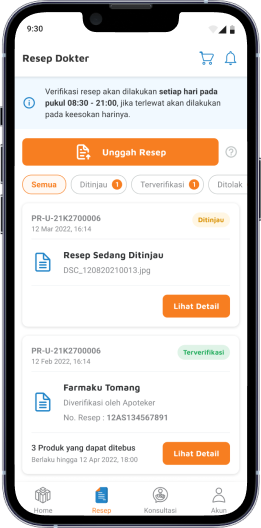 9:30
Resep Dokter
Verifikasi resep akan dilakukan setiap hari pada
pukul 08:30 - 21:00, jika terlewat akan dilakukan
pada keesokan harinya.
Unggah Resep
Semua
Ditinjau 1
Terverifikasi 1
Ditolak
PR-U-21K2700006
12 Mar 2022, 16:14
Ditinjau
Resep Sedang Ditinjau
DSC_120820210013.jpg
Lihat Detail
PR-U-21K2700006
12 Feb 2022, 16:14
Terverifikasi
Farmaku Tomang
Diverifikasi oleh Apoteker
No. Resep : 12AS134567891
3 Produk yang dapat ditebus
Berlaku hingga 12 Apr 2022, 18:00
Lihat Detail
Home
Resep
Konsultasi
Akun